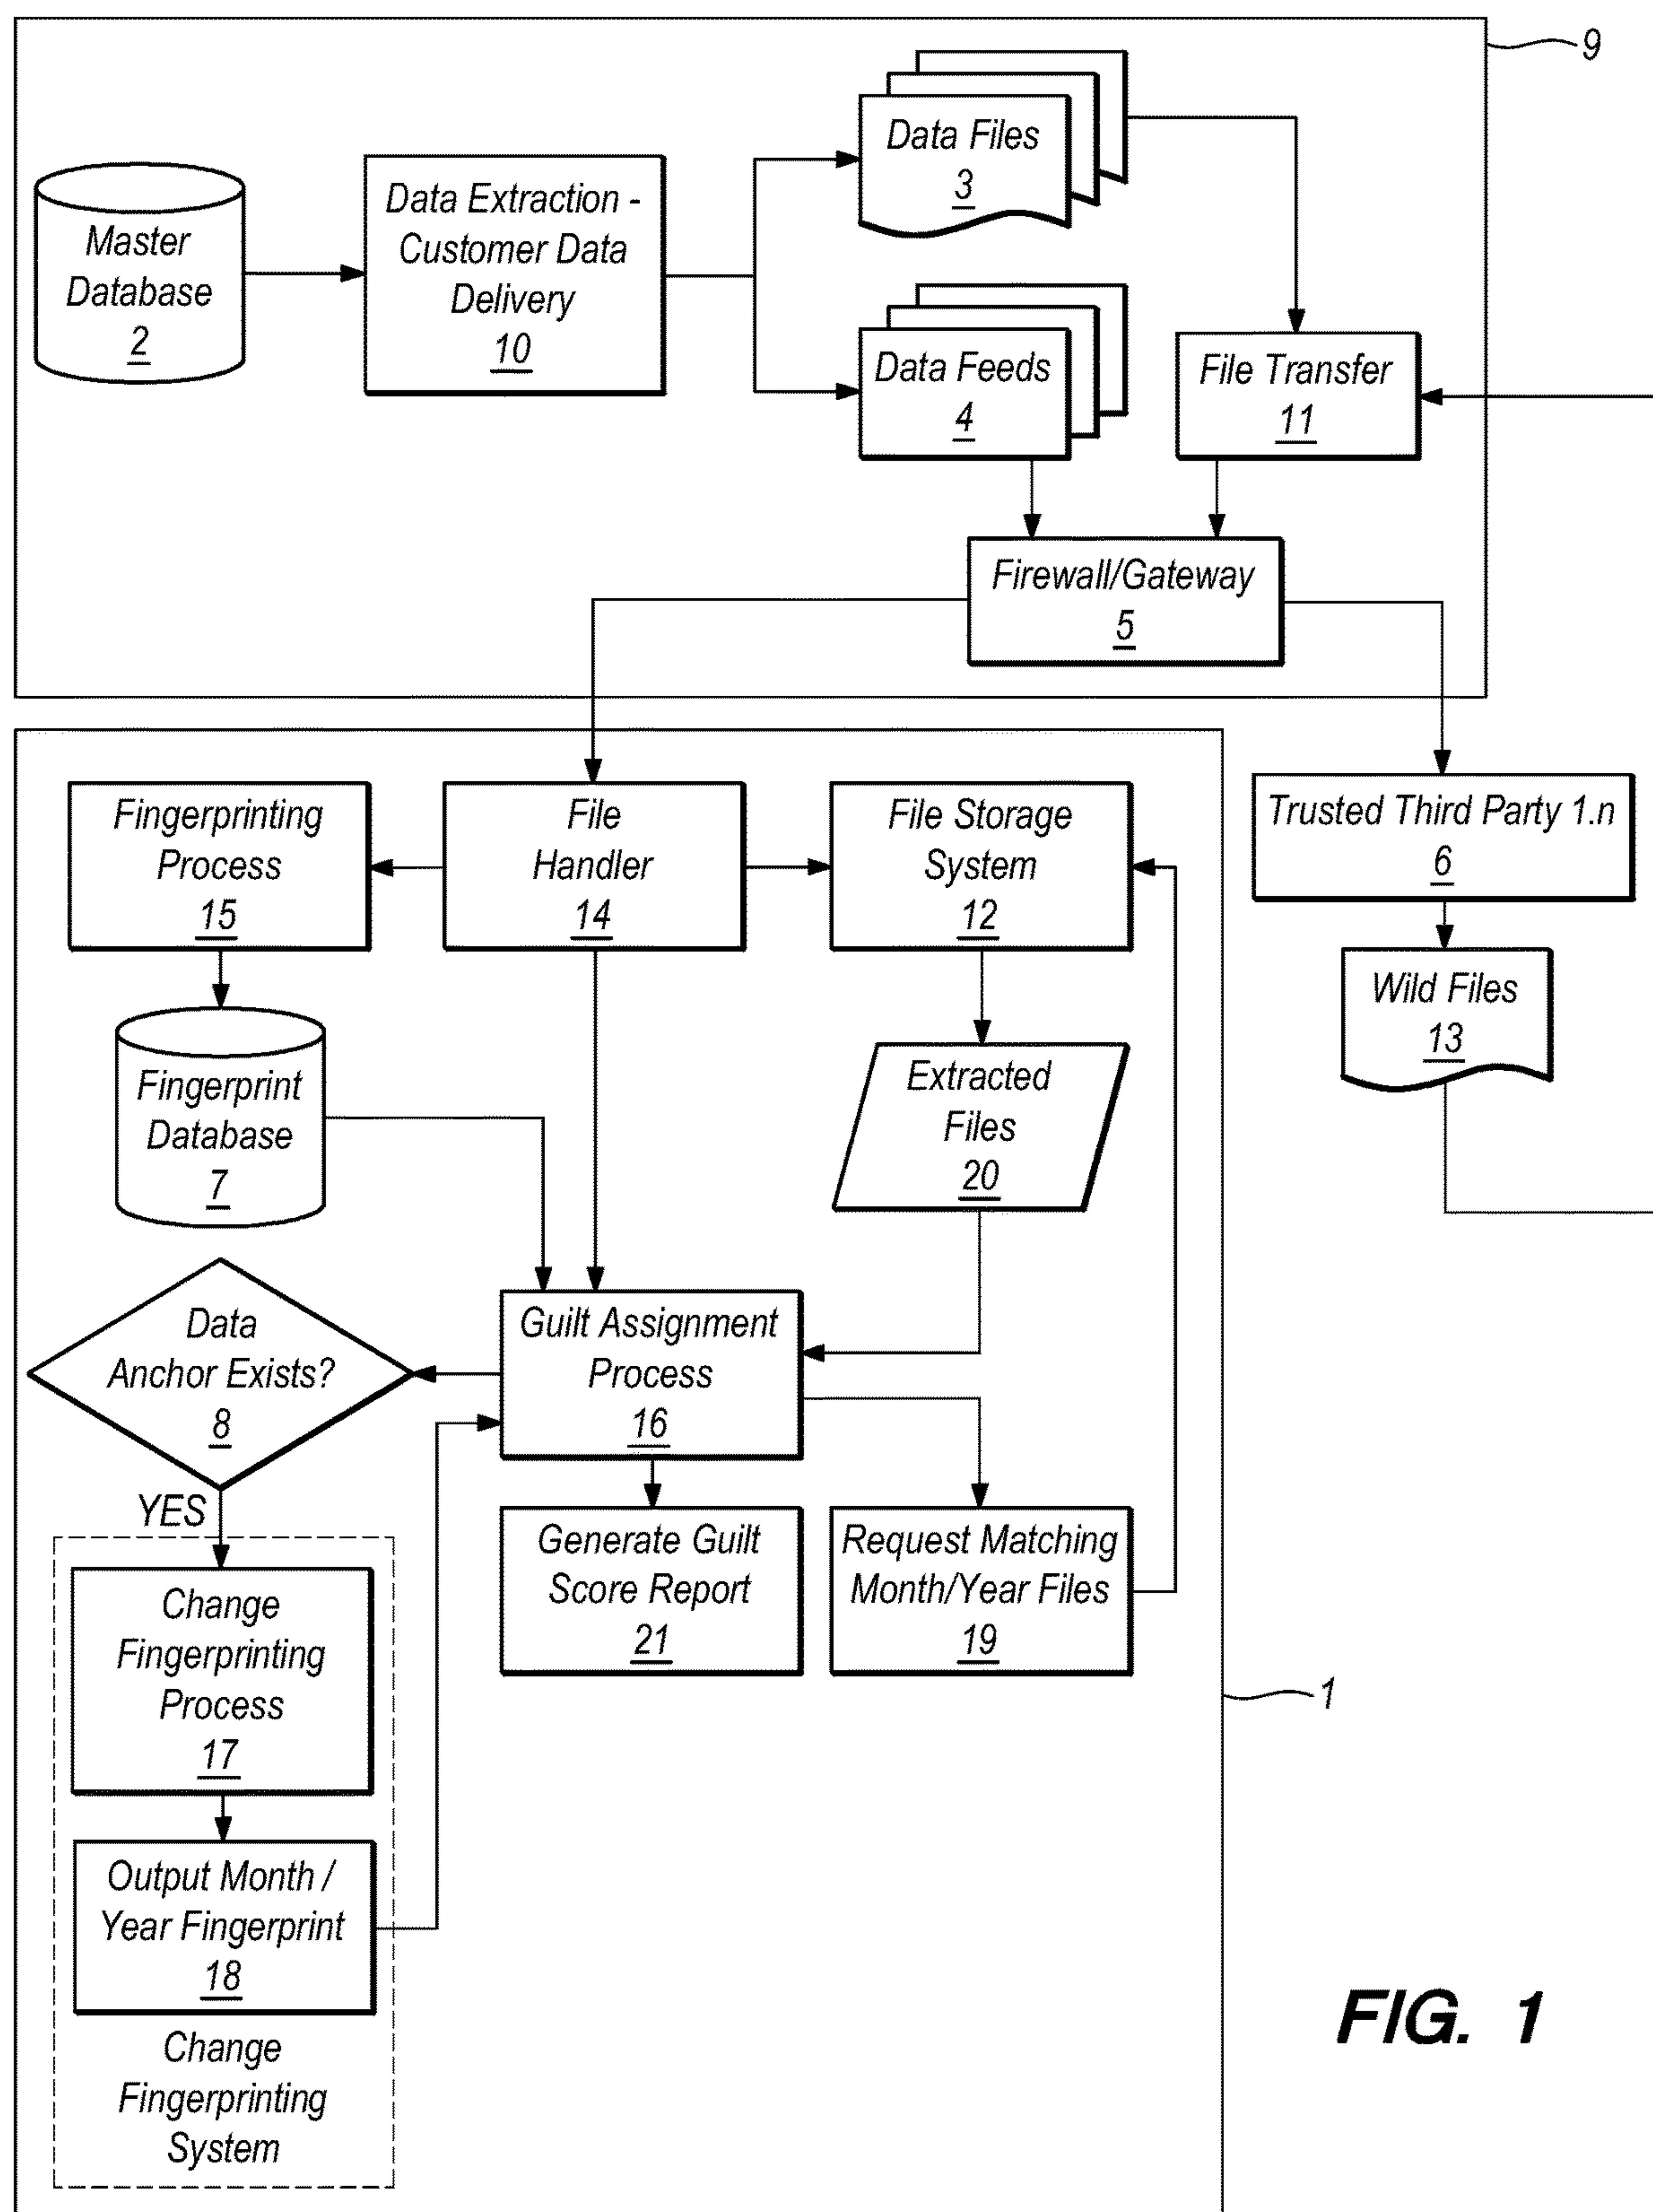 9
Data Files
3
Master
Database
2
Data Extraction -
Customer Data
Delivery
10
Data Feeds
4
File Transfer
11
Firewall/Gateway
5
Fingerprinting
Process
15
File
Handler
14
File Storage
System
12
Trusted Third Party 1.n
6
Wild Files
13
Fingerprint
Database
7
Extracted
Files
20
Data
Anchor Exists?
8
Guilt Assignment
Process
16
YES
Generate Guilt
Score Report
21
Request Matching
Month/Year Files
19
Change
Fingerprinting
Process
17
1
Output Month /
Year Fingerprint
18
Change
Fingerprinting
System
FIG. 1